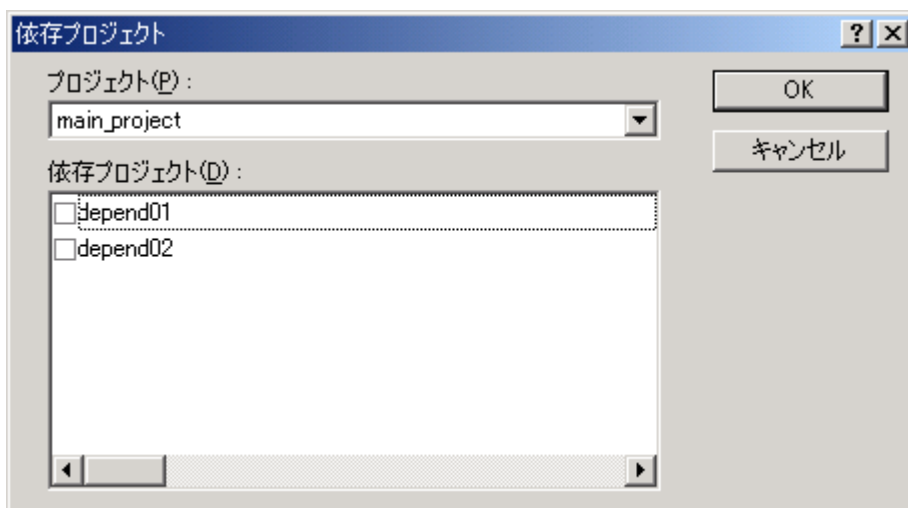 依存プロジェクト
プロジェクト(P) :
main_project
依存プロジェクト(D) :
depend01
depend02
OK
キャンセル